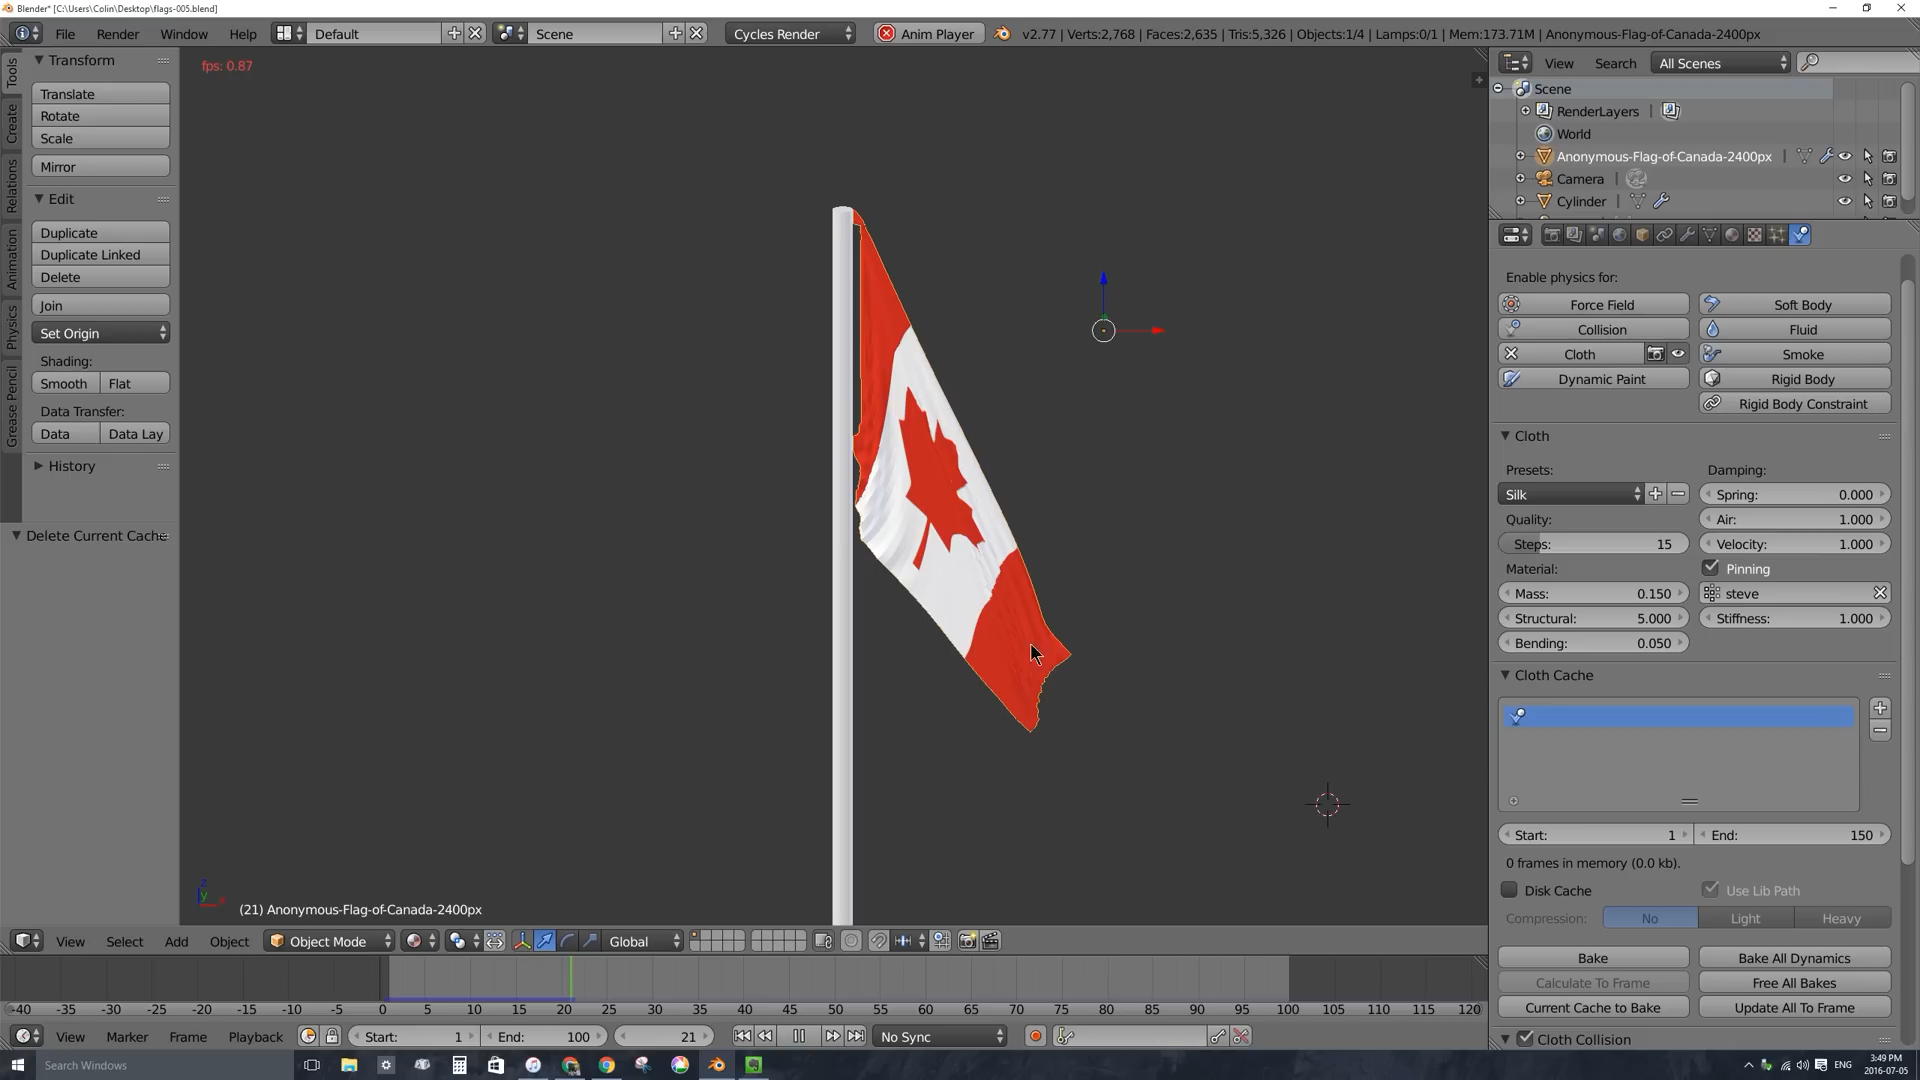 Blender* [C:\Users\Colin\Desktop\flags-005.blend]
File Render Window Help Default Scene Cycles Render Anim Player v2.77 | Verts:2,768 | Faces:2,635 | Tris:5,326 | Objects:1/4 | Lamps:0/1 | Mem:173.71M | Anonymous-Flag-of-Canada-2400px
Tools
Create
Relations
Animation
Physics
Grease Pencil
Transform
Translate
Rotate
Scale
Mirror
Edit
Duplicate
Duplicate Linked
Delete
Join
Set Origin
Shading:
Smooth Flat
Data Transfer:
Data Data Lay
History
Delete Current Cache
fps: 0.87
(21) Anonymous-Flag-of-Canada-2400px
View Search All Scenes
Scene
RenderLayers |
World
Anonymous-Flag-of-Canada-2400px |
Camera |
Cylinder |
Enable physics for:
Force Field Soft Body
Collision Fluid
Cloth Smoke
Dynamic Paint Rigid Body
Rigid Body Constraint
Cloth
Presets: Damping:
Silk Spring: 0.000
Quality: Air: 1.000
Steps: 15 Velocity: 1.000
Material: Pinning
Mass: 0.150 steve
Structural: 5.000 Stiffness: 1.000
Bending: 0.050
Cloth Cache
Start: 1 End: 150
0 frames in memory (0.0 kb).
Disk Cache Use Lib Path
Compression: No Light Heavy
Bake Bake All Dynamics
Calculate To Frame Free All Bakes
Current Cache to Bake Update All To Frame
Cloth Collision
z
y
View Select Add Object Object Mode Global
-40 -35 -30 -25 -20 -15 -10 -5 0 5 10 15 20 25 30 35 40 45 50 55 60 65 70 75 80 85 90 95 100 105 110 115 120
View Marker Frame Playback Start: 1 End: 100 21 No Sync
Search Windows ENG 3:49 PM
2016-07-05